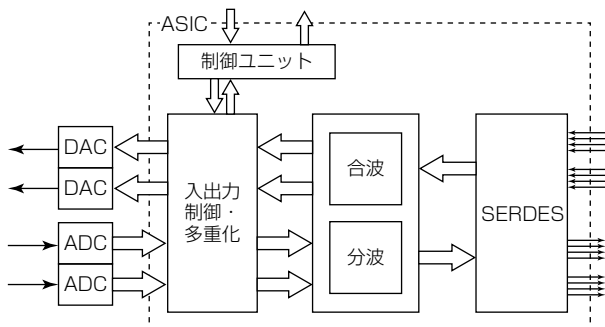 ASIC
制御ユニット
DAC
DAC
ADC
ADC
入出力
制御・
多重化
合波
分波
SERDES